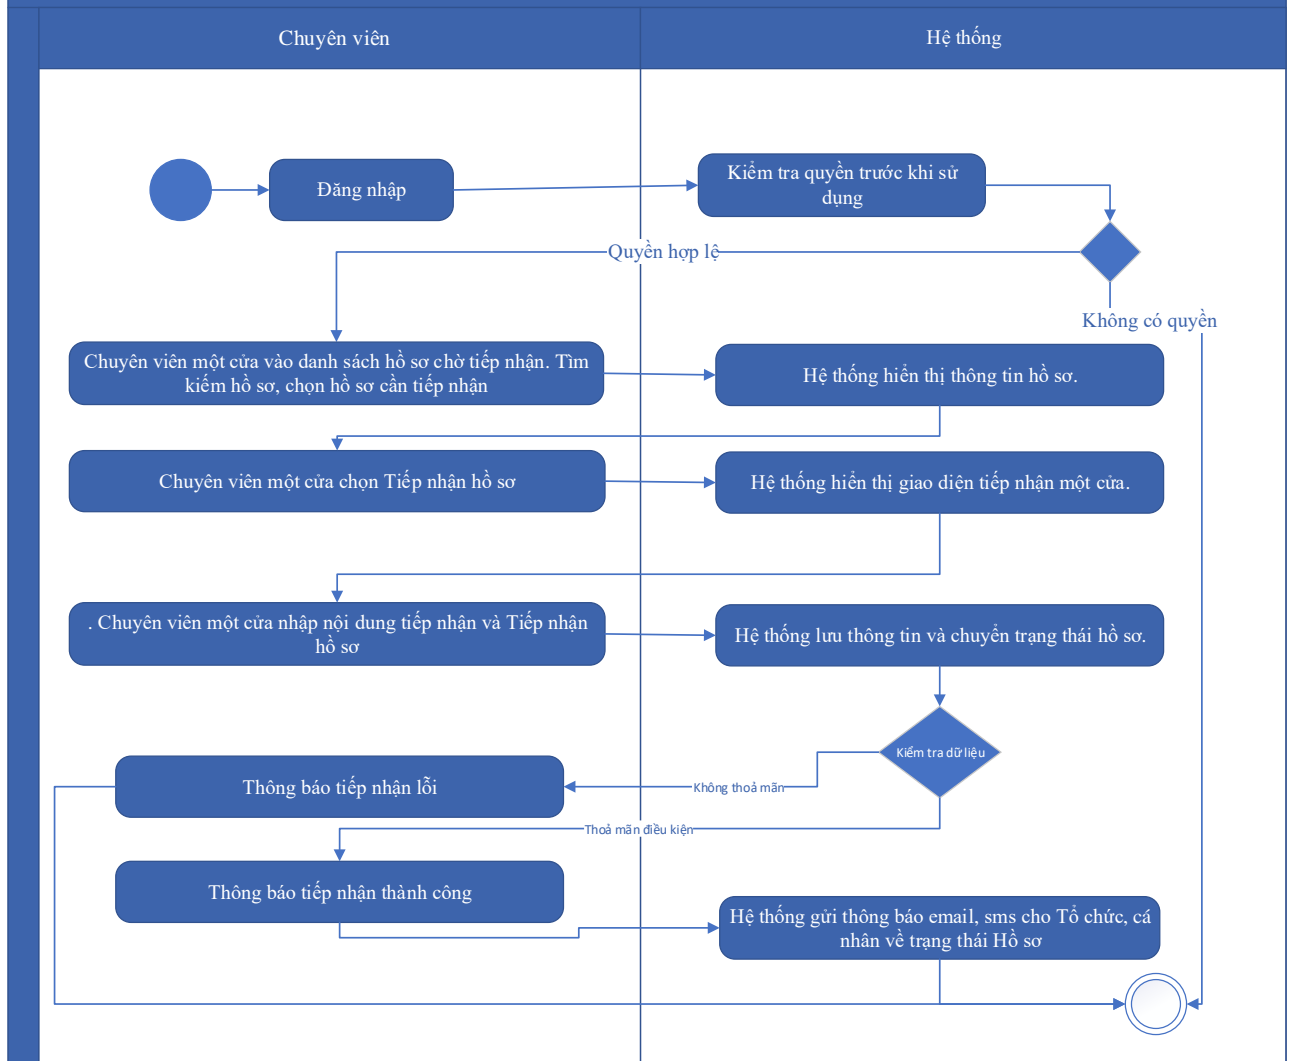 Chuyên viên
Hệ thống
Đăng nhập
Kiểm tra quyền trước khi sử
dụng
Quyền hợp lệ
Không có quyền
Chuyên viên một cửa vào danh sách hồ sơ chờ tiếp nhận. Tìm
kiếm hồ sơ, chọn hồ sơ cần tiếp nhận
Hệ thống hiển thị thông tin hồ sơ.
Chuyên viên một cửa chọn Tiếp nhận hồ sơ
Hệ thống hiển thị giao diện tiếp nhận một cửa.
. Chuyên viên một cửa nhập nội dung tiếp nhận và Tiếp nhận
hồ sơ
Hệ thống lưu thông tin và chuyển trạng thái hồ sơ.
Kiểm tra dữ liệu
Thông báo tiếp nhận lỗi
Không thoả mãn
Thoả mãn điều kiện
Thông báo tiếp nhận thành công
Hệ thống gửi thông báo email, sms cho Tổ chức, cá
nhân về trạng thái Hồ sơ